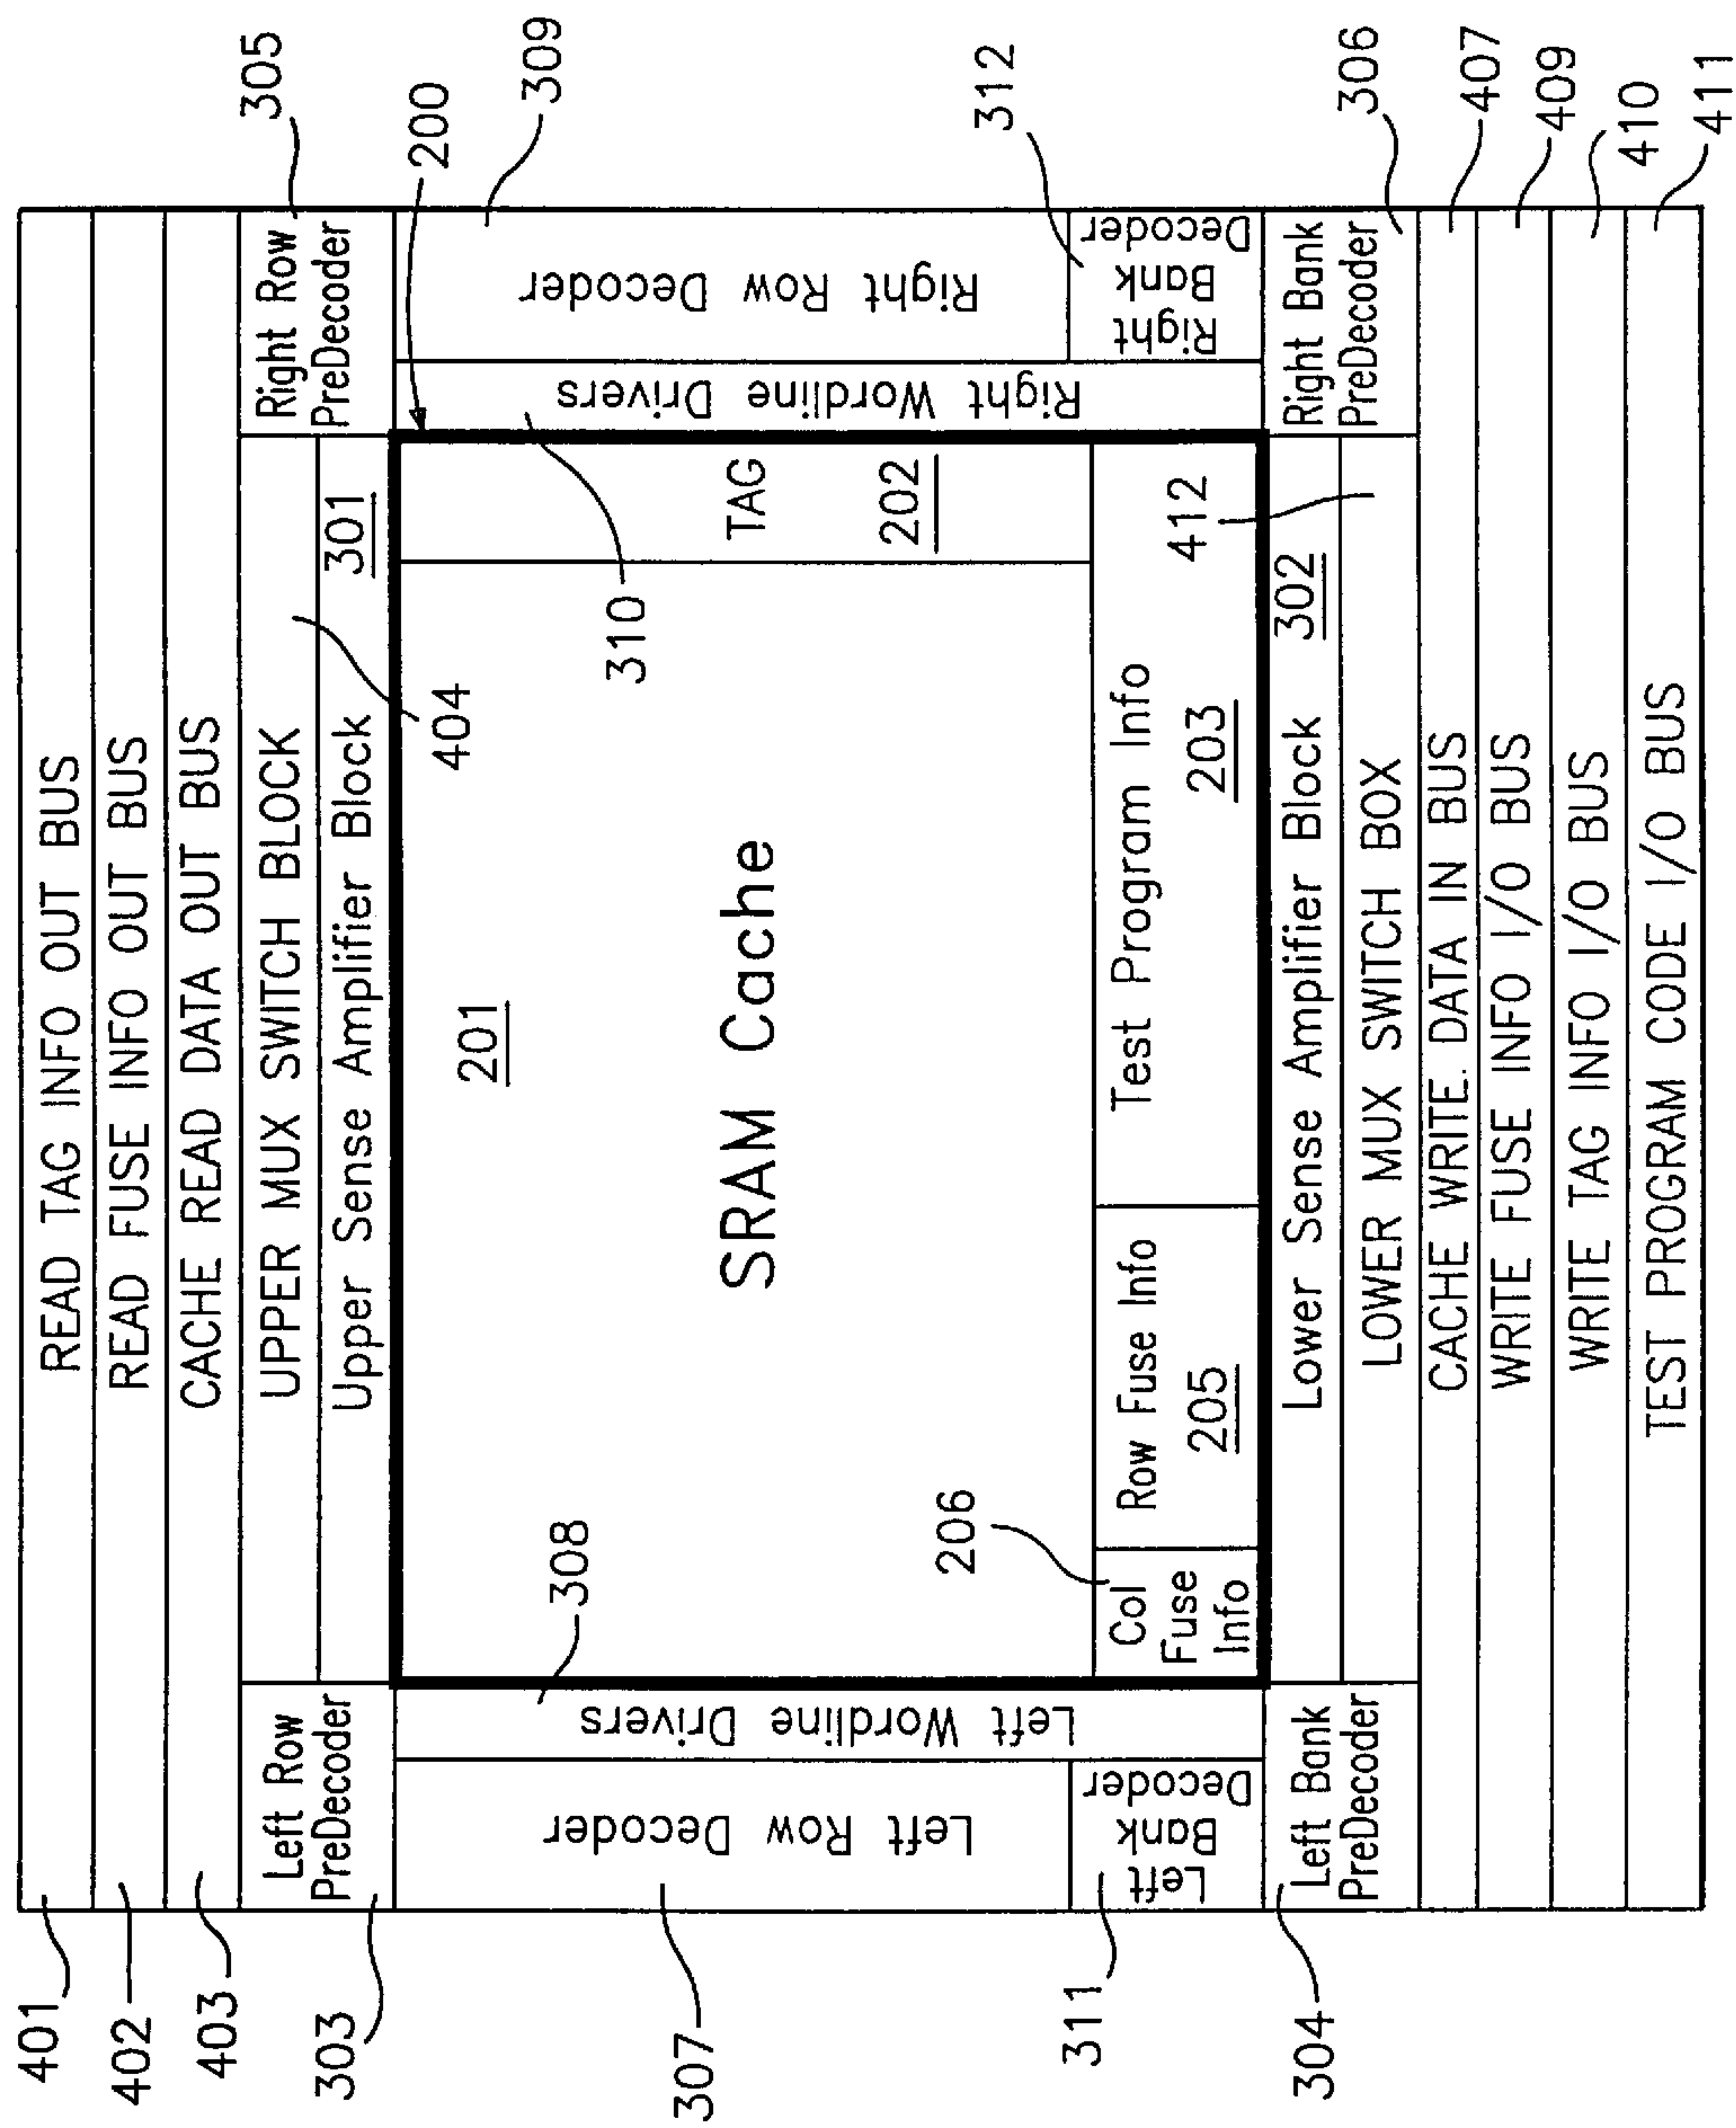 401
READ TAG INFO OUT BUS
402
READ FUSE INFO OUT BUS
403
CACHE READ DATA OUT BUS
303
Left Row
PreDecoder
UPPER MUX SWITCH BLOCK
404
Upper Sense Amplifier Block
301
Right Row
PreDecoder
305
200
307
Left Row Decoder
Left Wordline Drivers
308
201
SRAM Cache
TAG
202
310
Right Wordline Drivers
Right Row Decoder
309
311
Left
Bank
Decoder
206
Col
Fuse
Info
Row Fuse Info
205
Test Program Info
203
412
Right
Bank
Decoder
312
304
Left Bank
PreDecoder
Lower Sense Amplifier Block
302
LOWER MUX SWITCH BOX
Right Bank
PreDecoder
306
CACHE WRITE. DATA IN BUS
407
WRITE FUSE INFO I/O BUS
409
WRITE TAG INFO I/O BUS
410
TEST PROGRAM CODE I/O BUS
411